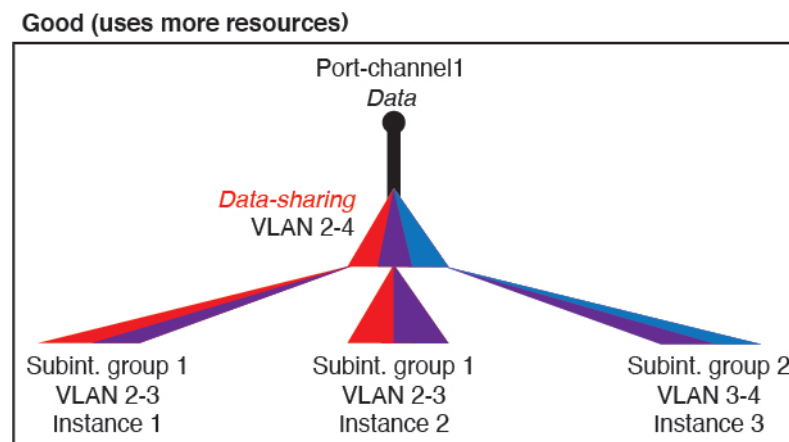 Good (uses more resources)
Port-channel1
Data
Data-sharing
VLAN 2-4
Subint. group 1
VLAN 2-3
Instance 1
Subint. group 1
VLAN 2-3
Instance 2
Subint. group 2
VLAN 3-4
Instance 3